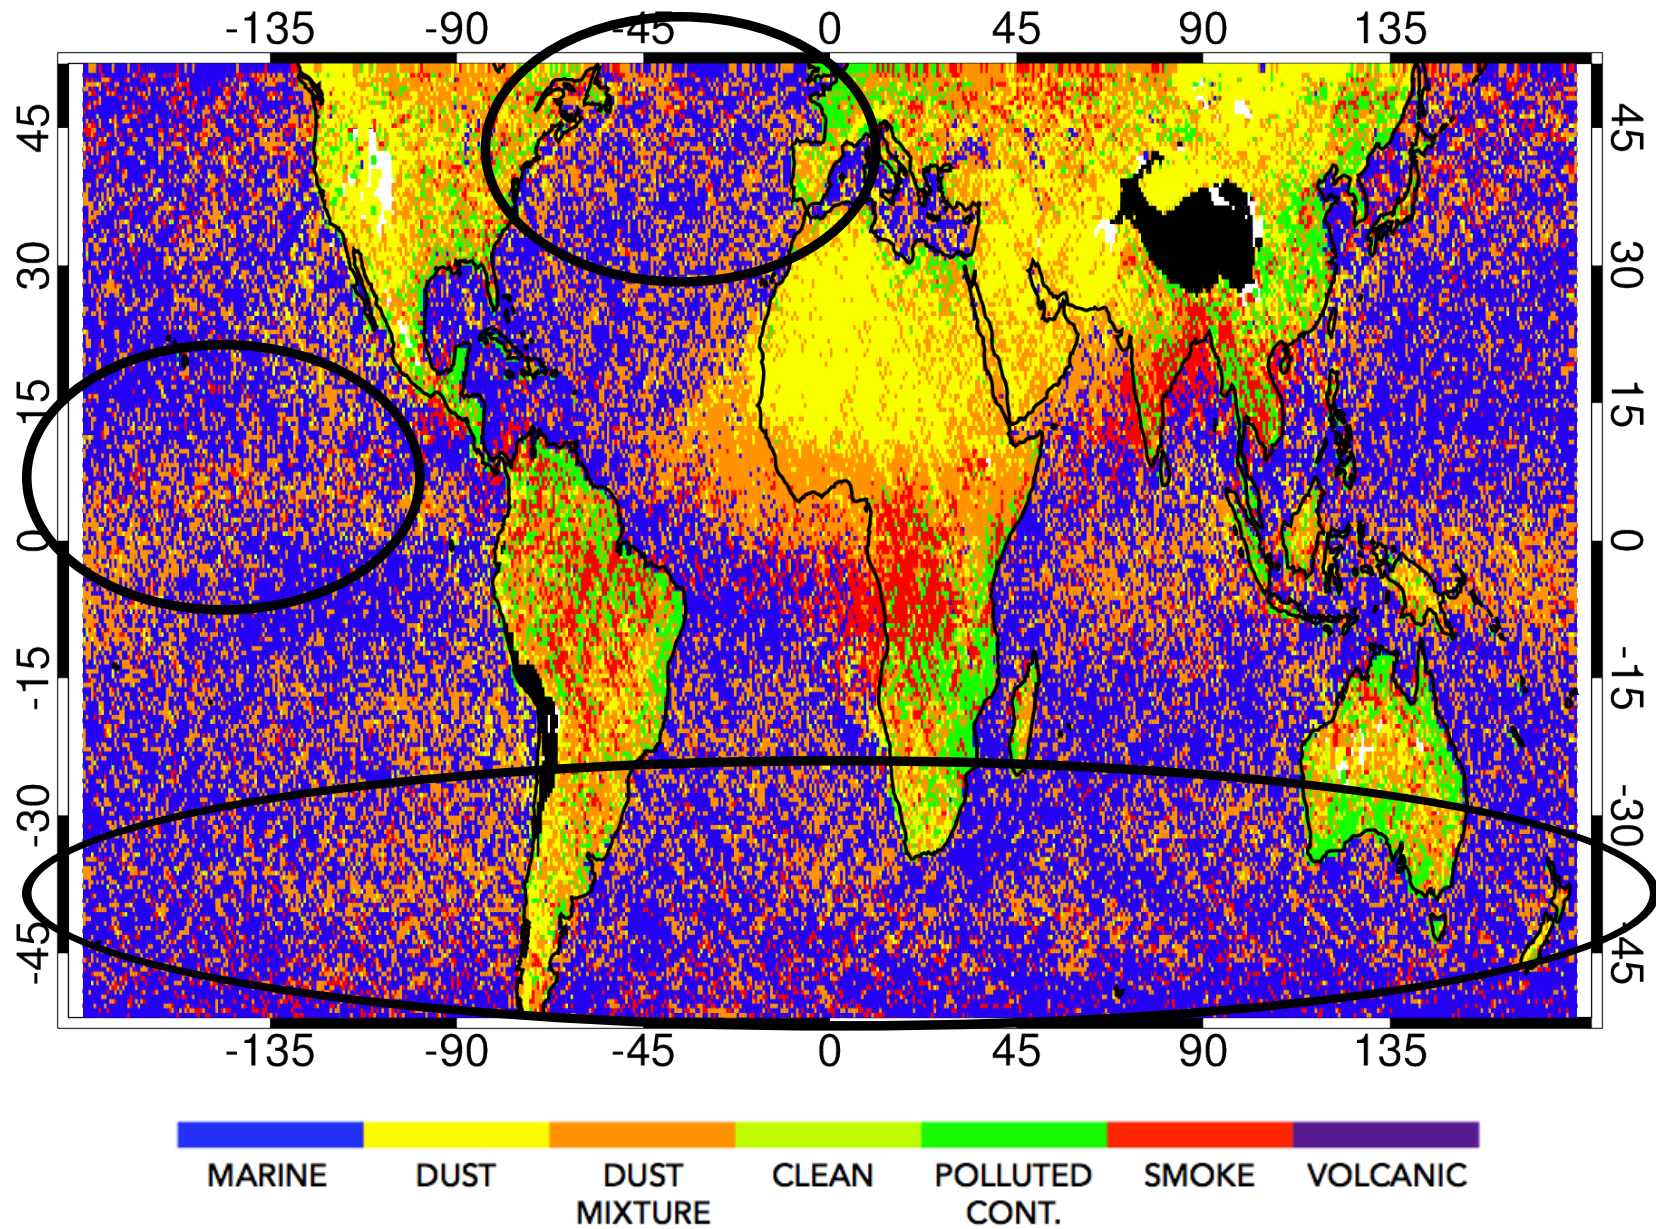 -135 -90 -45 0 45 90 135
45 45
30 30
15 15
0 0
-15 -15
-30 -30
-45 -45
-135 -90 -45 0 45 90 135
MARINE DUST DUST CLEAN POLLUTED SMOKE VOLCANIC
MIXTURE CONT.